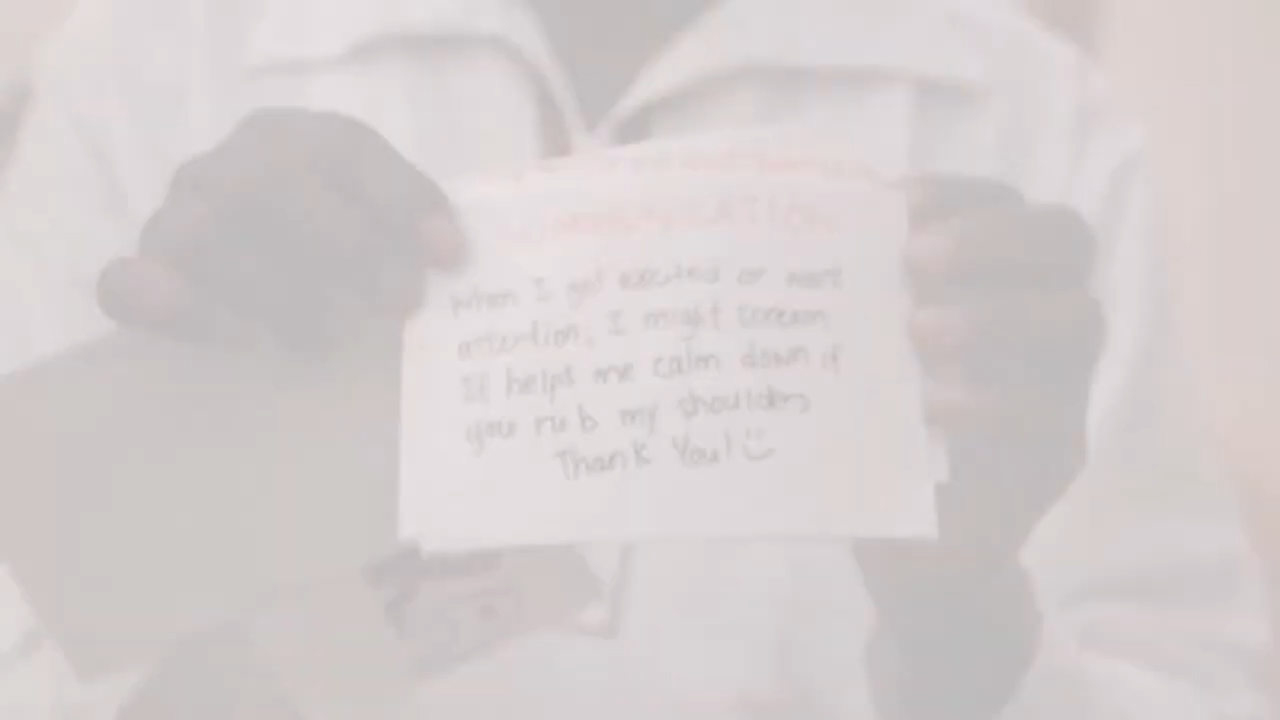 COMMUNICATION
When I get excited or want
attention, I might scream
It helps me calm down if
you rub my shoulders
Thank You! :)